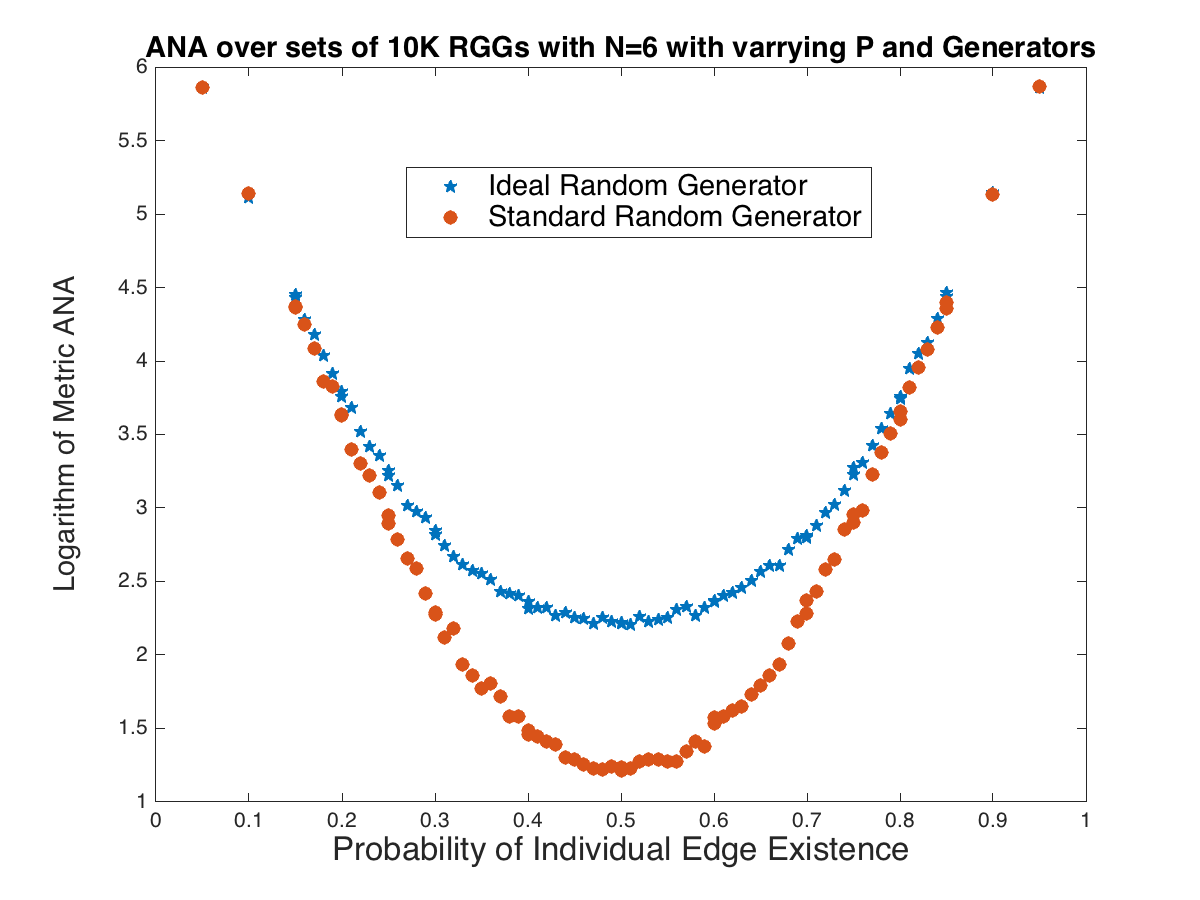 ANA over sets of 10K RGGs with N=6 with varrying P and Generators
6
5.5
5
4.5
4
3.5
3
2.5
2
1.5
1
Logarithm of Metric ANA
Ideal Random Generator
Standard Random Generator
0 0.1 0.2 0.3 0.4 0.5 0.6 0.7 0.8 0.9 1
Probability of Individual Edge Existence